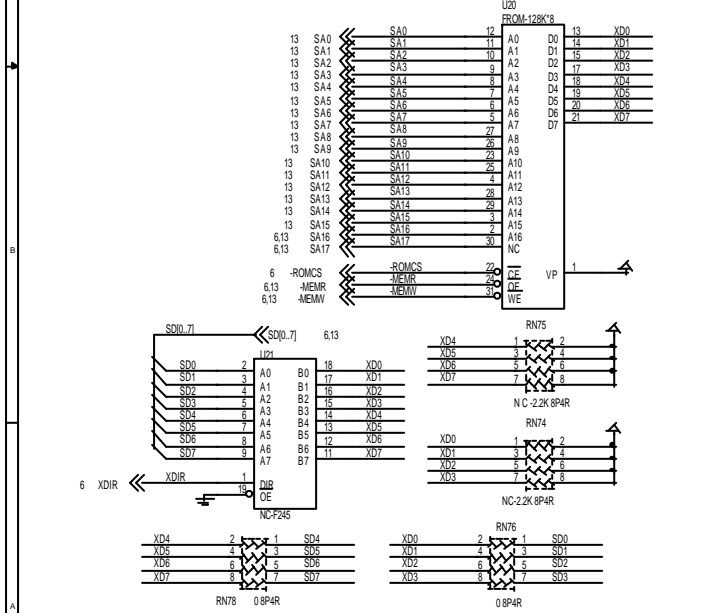 U20
FROM-128K*8
13 SA0 SA0 12 A0 D0 13 XD0
13 SA1 SA1 11 A1 D1 14 XD1
13 SA2 SA2 10 A2 D2 15 XD2
13 SA3 SA3 9 A3 D3 17 XD3
13 SA4 SA4 8 A4 D4 18 XD4
13 SA5 SA5 7 A5 D5 19 XD5
13 SA6 SA6 6 A6 D6 20 XD6
13 SA7 SA7 5 A7 D7 21 XD7
13 SA8 SA8 27 A8
13 SA9 SA9 26 A9
13 SA10 SA10 23 A10
13 SA11 SA11 25 A11
13 SA12 SA12 4 A12
13 SA13 SA13 28 A13
13 SA14 SA14 29 A14
13 SA15 SA15 3 A15
6,13 SA16 SA16 2 A16
6,13 SA17 SA17 30 NC
B
6 -ROMCS -ROMCS 22 CE VP 1
6,13 -MEMR -MEMR 24 OE
6,13 -MEMW -MEMW 31 WE
SD[0..7] SD[0..7] 6,13
U21
SD0 2 A0 B0 18 XD0
SD1 3 A1 B1 17 XD1
SD2 4 A2 B2 16 XD2
SD3 5 A3 B3 15 XD3
SD4 6 A4 B4 14 XD4
SD5 7 A5 B5 13 XD5
SD6 8 A6 B6 12 XD6
SD7 9 A7 B7 11 XD7
6 XDIR XDIR 1 DIR
19 OE
NC-F245
RN75
XD4 1 2
XD5 3 4
XD6 5 6
XD7 7 8
N C -2.2K 8P4R
RN74
XD0 1 2
XD1 3 4
XD2 5 6
XD3 7 8
NC-2.2K 8P4R
XD4 2 1 SD4
XD5 4 3 SD5
XD6 6 5 SD6
XD7 8 7 SD7
RN78 0 8P4R
RN76
XD0 2 1 SD0
XD1 4 3 SD1
XD2 6 5 SD2
XD3 8 7 SD3
0 8P4R
A